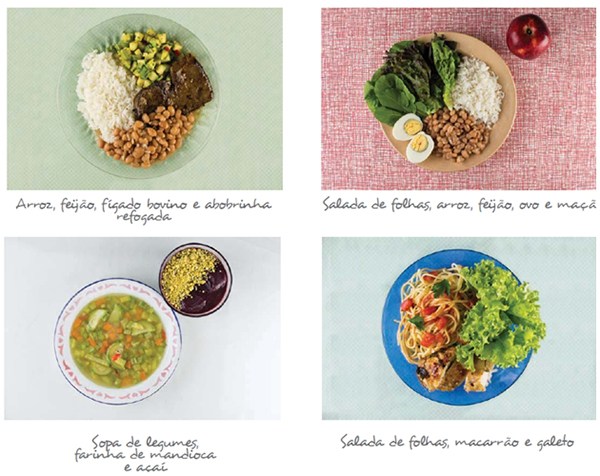 Arroz, feijão, fígado bovino e abobrinha
refogada
Salada de folhas, arroz, feijão, ovo e maçã
Sopa de legumes,
farinha de mandioca
e açaí
Salada de folhas, macarrão e galeto